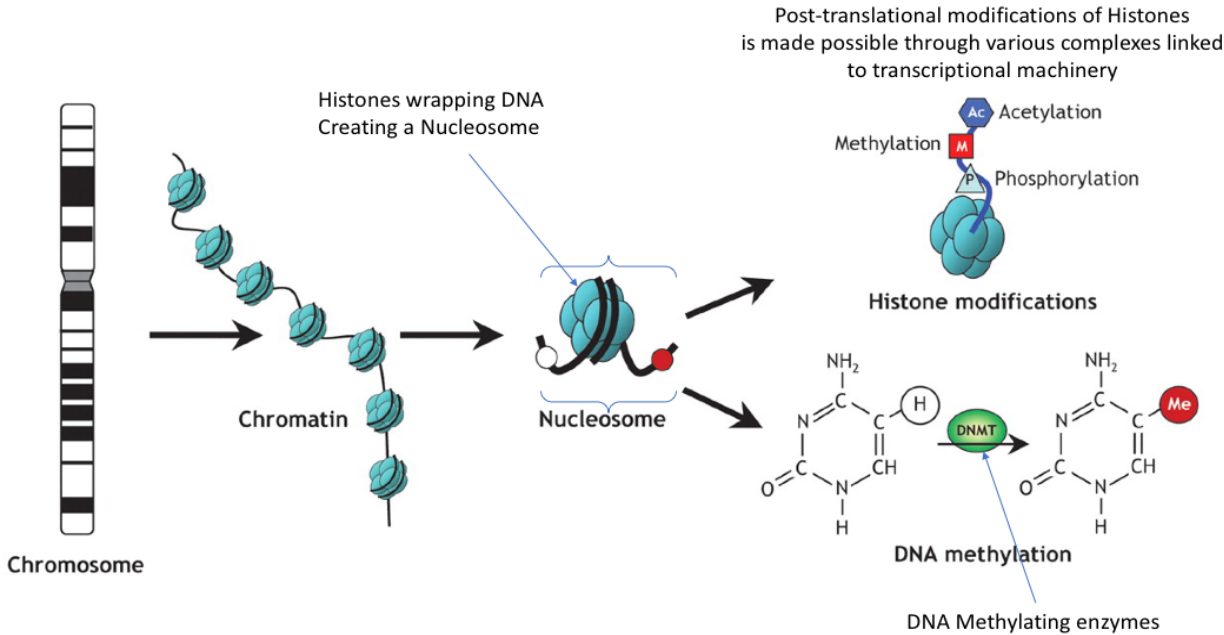 Post-translational modifications of Histones
is made possible through various complexes linked
to transcriptional machinery
Histones wrapping DNA
Creating a Nucleosome
Ac Acetylation
Methylation M
P Phosphorylation
Histone modifications
Chromatin
Nucleosome
NH2
C
H
N
C
C
CH
O
N
H
DNMT
NH2
C
Me
N
C
C
CH
O
N
H
DNA methylation
Chromosome
DNA Methylating enzymes